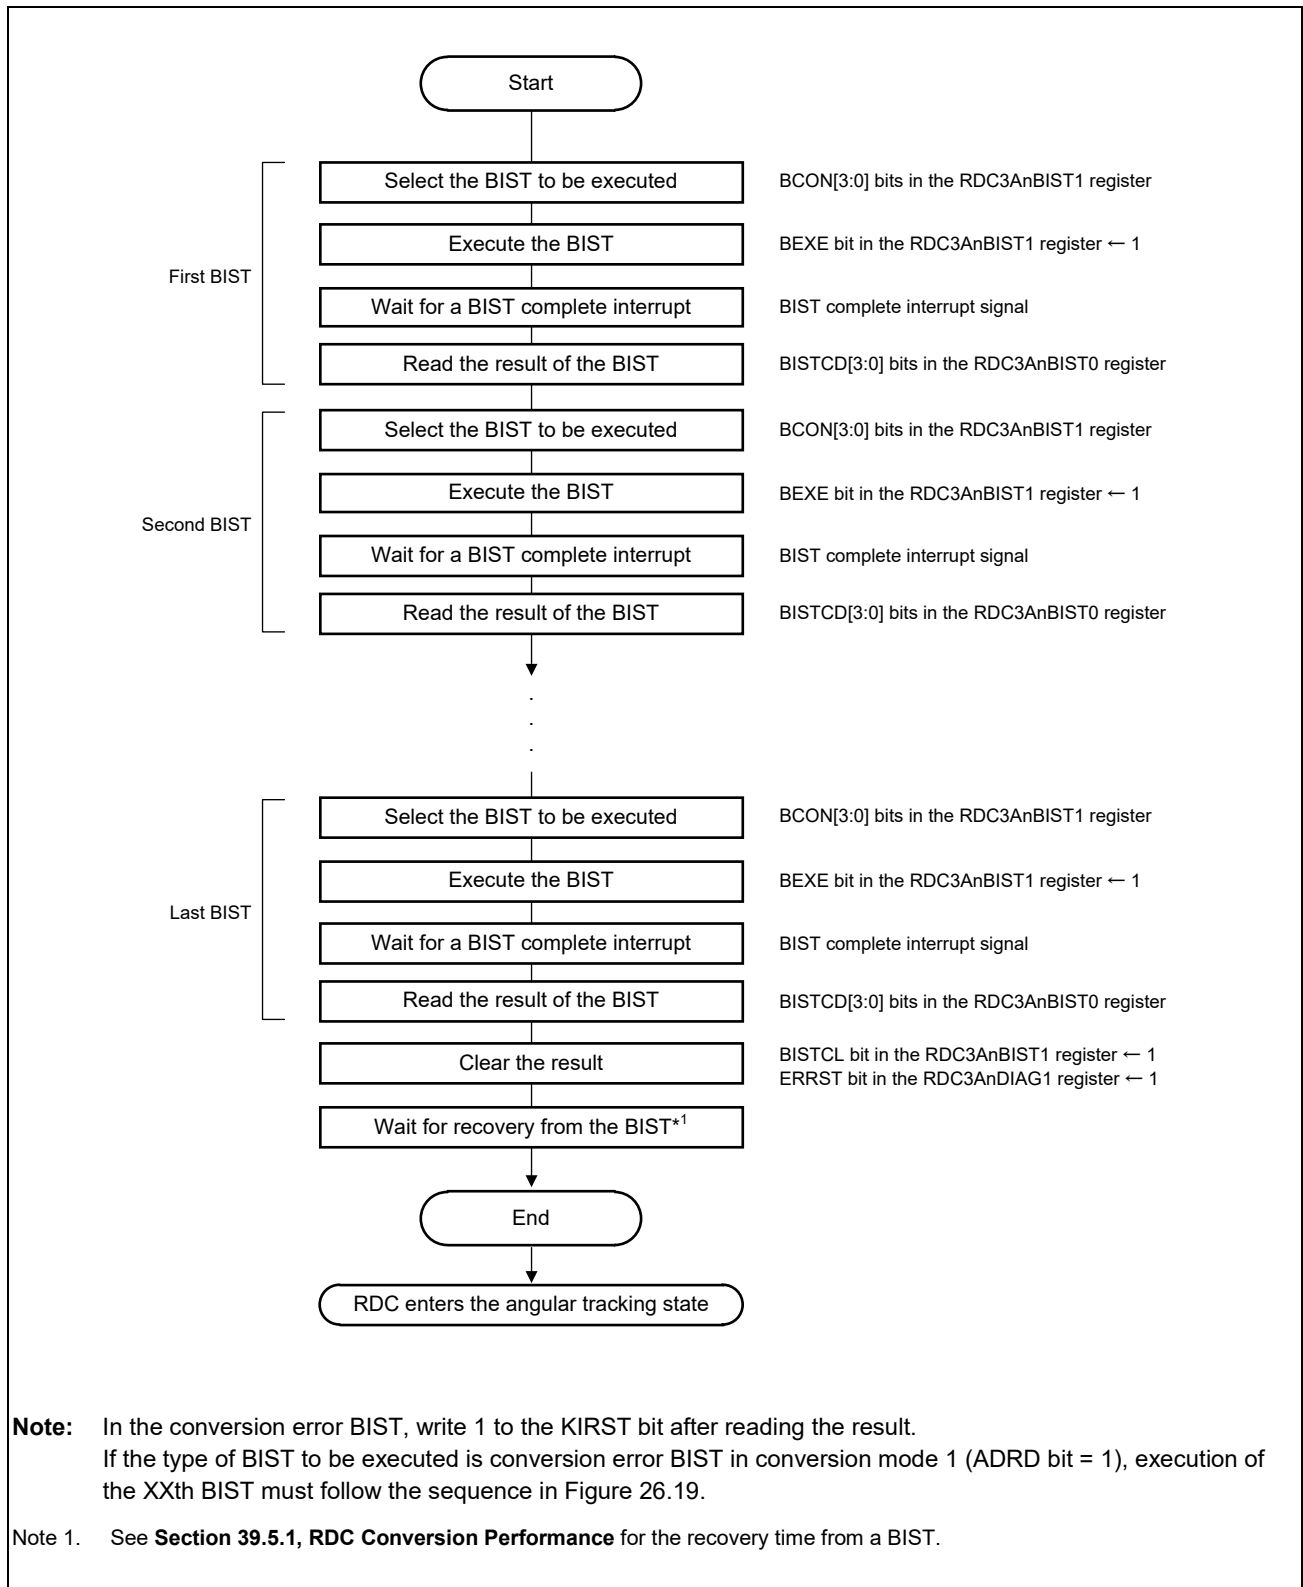 Start
Select the BIST to be executed BCON[3:0] bits in the RDC3AnBIST1 register
Execute the BIST BEXE bit in the RDC3AnBIST1 register ← 1
First BIST
Wait for a BIST complete interrupt BIST complete interrupt signal
Read the result of the BIST BISTCD[3:0] bits in the RDC3AnBIST0 register
Select the BIST to be executed BCON[3:0] bits in the RDC3AnBIST1 register
Execute the BIST BEXE bit in the RDC3AnBIST1 register ← 1
Second BIST
Wait for a BIST complete interrupt BIST complete interrupt signal
Read the result of the BIST BISTCD[3:0] bits in the RDC3AnBIST0 register
.
.
.
Select the BIST to be executed BCON[3:0] bits in the RDC3AnBIST1 register
Execute the BIST BEXE bit in the RDC3AnBIST1 register ← 1
Last BIST
Wait for a BIST complete interrupt BIST complete interrupt signal
Read the result of the BIST BISTCD[3:0] bits in the RDC3AnBIST0 register
Clear the result BISTCL bit in the RDC3AnBIST1 register ← 1
ERRST bit in the RDC3AnDIAG1 register ← 1
Wait for recovery from the BIST*1
End
RDC enters the angular tracking state
Note: In the conversion error BIST, write 1 to the KIRST bit after reading the result.
If the type of BIST to be executed is conversion error BIST in conversion mode 1 (ADRD bit = 1), execution of
the XXth BIST must follow the sequence in Figure 26.19.
Note 1. See Section 39.5.1, RDC Conversion Performance for the recovery time from a BIST.